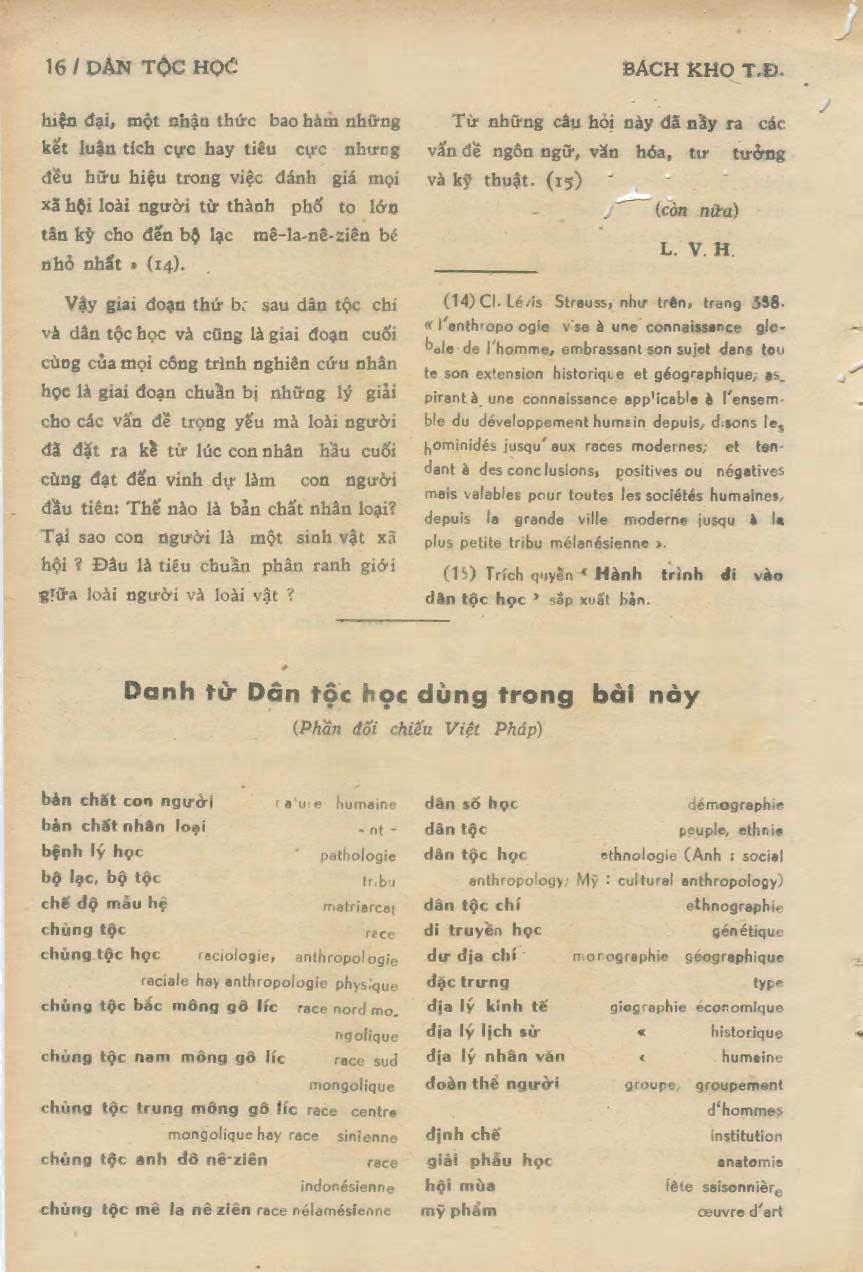 16 / DÂN TỘC HỌC
BÁCH KHO T.Đ.
hiện đại, một nhận thức bao hàm những
kết luận tích cực hay tiêu cực nhưng
đều hữu hiệu trong việc đánh giá mọi
xã hội loài người từ thành phố to lớn
tân kỳ cho đến bộ lạc mê-la-nê-ziên bé
nhỏ nhất » (14).
Vậy giai đoạn thứ ba sau dân tộc chí
và dân tộc học và cũng là giai đoạn cuối
cùng của mọi công trình nghiên cứu nhân
học là giai đoạn chuẩn bị những lý giải
cho các vấn đề trọng yếu mà loài người
đã đặt ra kể từ lúc con nhân hầu cuối
cùng đạt đến vinh dự làm con người
đầu tiên: Thế nào là bản chất nhân loại?
Tại sao con người là một sinh vật xã
hội ? Đâu là tiêu chuẩn phân ranh giới
giữa loài người và loài vật ?
Từ những câu hỏi này đã nẩy ra các
vấn đề ngôn ngữ, văn hóa, tư tưởng
và kỹ thuật. (15)
(còn nữa)
L. V. H.
(14) Cl. Lévis Strauss, như trên, trang 398.
« l'anthropo ogie vise à une connaissance glo-
bale de l'homme, embrassant son sujet dans tou
te son extension historique et géographique; as_
pirant à une connaissance applicable à l'ensem-
ble du développement humain depuis, disons les
hominidés jusqu' aux races modernes; et ten-
dant à des conclusions, positives ou négatives
mais valables pour toutes les sociétés humaines,
depuis la grande ville moderne jusqu à la
plus petite tribu mélanésienne ».
(15) Trích quyển « Hành trình đi vào
dân tộc học » sắp xuất bản.
Danh từ Dân tộc học dùng trong bài này
(Phần đối chiếu Việt Pháp)
bản chất con người nature humaine
bản chất nhân loại - nt -
bệnh lý học pathologie
bộ lạc, bộ tộc tribu
chế độ mẫu hệ matriarcat
chủng tộc race
chủng tộc học raciologie, anthropologie
raciale hay anthropologie physique
chủng tộc bắc mông gô líc race nord mo_
ngolique
chủng tộc nam mông gô líc race sud
mongolique
chủng tộc trung mông gô líc race centre
mongolique hay race sinienne
chủng tộc anh đô nê-ziên race
indonésienne
chủng tộc mê la nê ziên race nélamésienne
dân số học démographie
dân tộc peuple, ethnie
dân tộc học ethnologie (Anh : social
anthropology; Mỹ : cultural anthropology)
dân tộc chí ethnographie
di truyền học génétique
dư địa chí monographie géographique
đặc trưng type
địa lý kinh tế giographie économique
địa lý lịch sử « historique
địa lý nhân văn « humaine
đoàn thể người groupe, groupement
d'hommes
định chế institution
giải phẫu học anatomie
hội mùa fête saisonnière
mỹ phẩm œuvre d'art